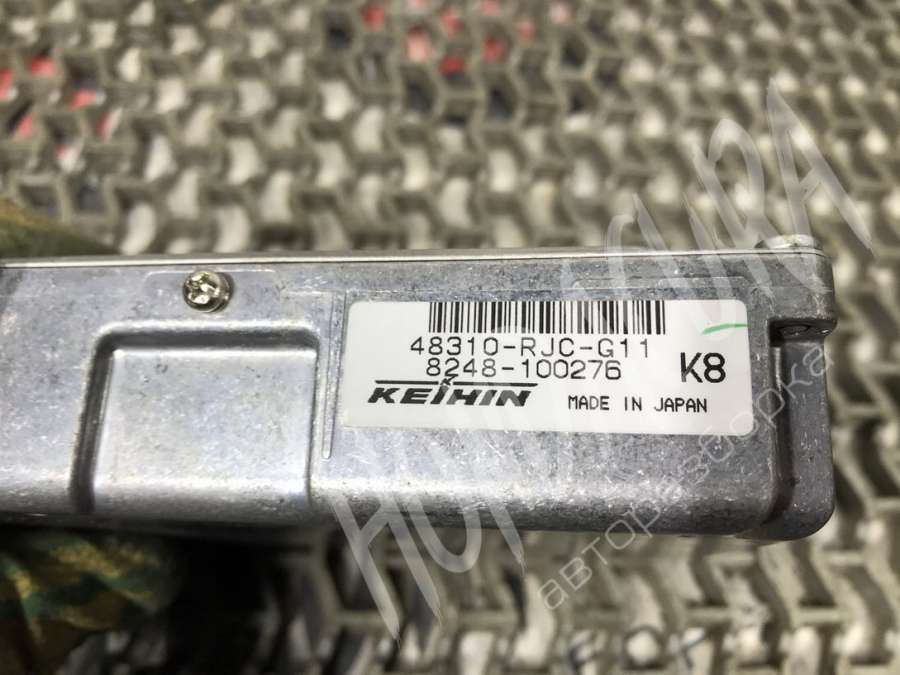 48310-RJC-G11
8248-100276
K8
KEIHIN
MADE IN JAPAN
авторазборка